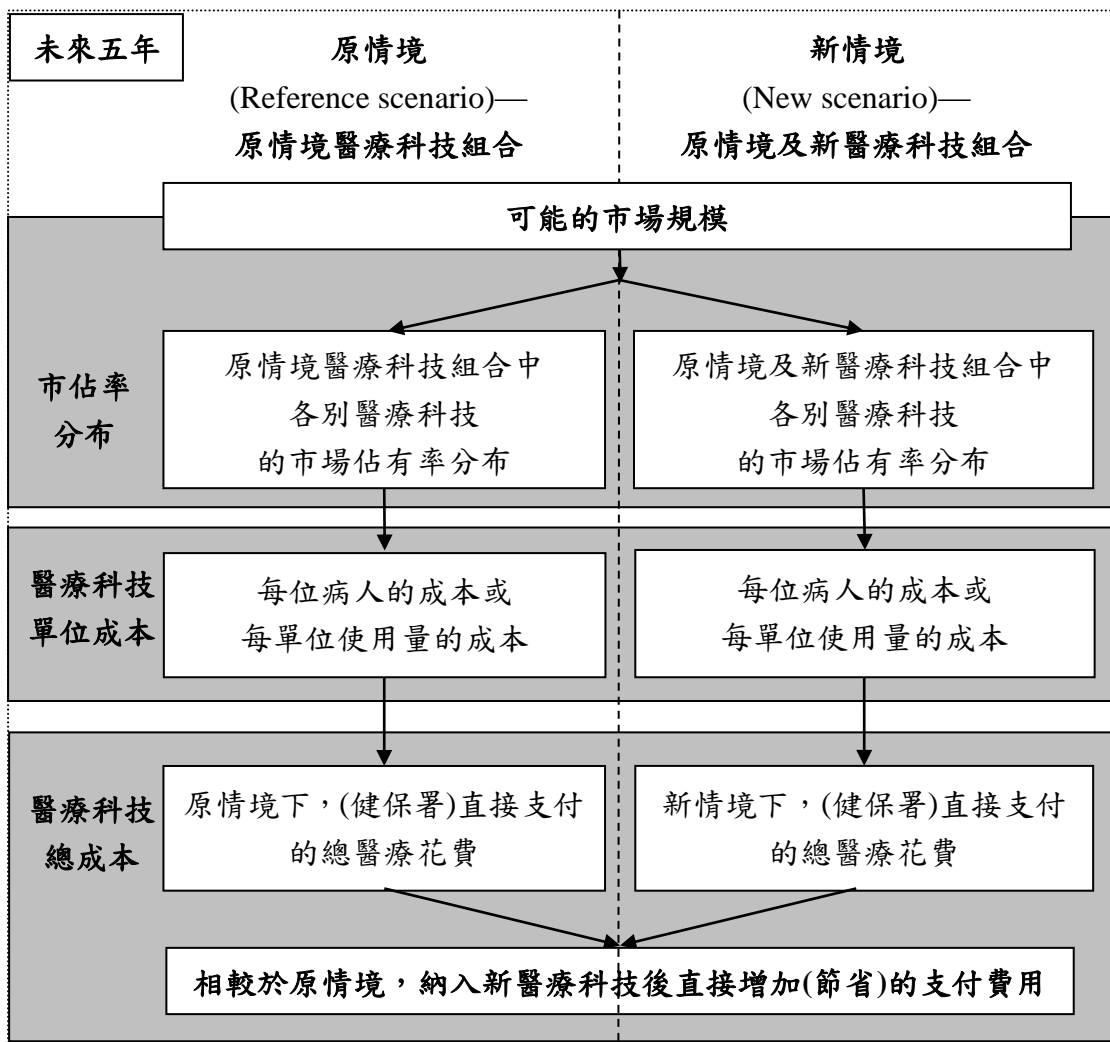 未來五年
原情境
(Reference scenario)—
原情境醫療科技組合
新情境
(New scenario)—
原情境及新醫療科技組合
可能的市場規模
市佔率
分布
原情境醫療科技組合中
各別醫療科技
的市場佔有率分布
原情境及新醫療科技組合中
各別醫療科技
的市場佔有率分布
醫療科技
單位成本
每位病人的成本或
每單位使用量的成本
每位病人的成本或
每單位使用量的成本
醫療科技
總成本
原情境下，(健保署)直接支付
的總醫療花費
新情境下，(健保署)直接支付
的總醫療花費
相較於原情境，納入新醫療科技後直接增加(節省)的支付費用